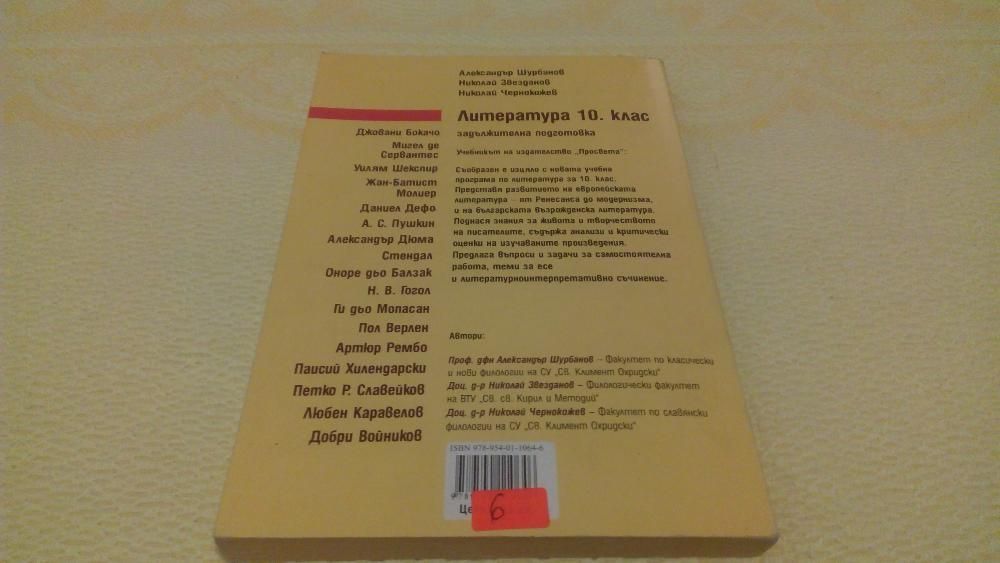 Александър Шурбанов
Николай Звезданов
Николай Чернокожев
Литература 10. клас
задължителна подготовка
Джовани Бокачо
Мигел де
Сервантес
Уилям Шекспир
Жан-Батист
Молиер
Даниел Дефо
А. С. Пушкин
Александър Дюма
Стендал
Оноре дьо Балзак
Н. В. Гогол
Ги дьо Мопасан
Пол Верлен
Артюр Рембо
Паисий Хилендарски
Петко Р. Славейков
Любен Каравелов
Добри Войников
Учебникът на издателство „Просвета“:
Съобразен е изцяло с новата учебна
програма по литература за 10. клас.
Представя развитието на европейската
литература – от Ренесанса до модернизма,
и на българската възрожденска литература.
Поднася знания за живота и творчеството
на писателите, съдържа анализи и критически
оценки на изучаваните произведения.
Предлага въпроси и задачи за самостоятелна
работа, теми за есе
и литературноинтерпретативно съчинение.
Автори:
Проф. дфн Александър Шурбанов – Факултет по класически
и нови филологии на СУ „Св. Климент Охридски“
Доц. д-р Николай Звезданов – Филологически факултет
на ВТУ „Св. св. Кирил и Методий“
Доц. д-р Николай Чернокожев – Факултет по славянски
филологии на СУ „Св. Климент Охридски“
ISBN 978-954-01-1064-6
6